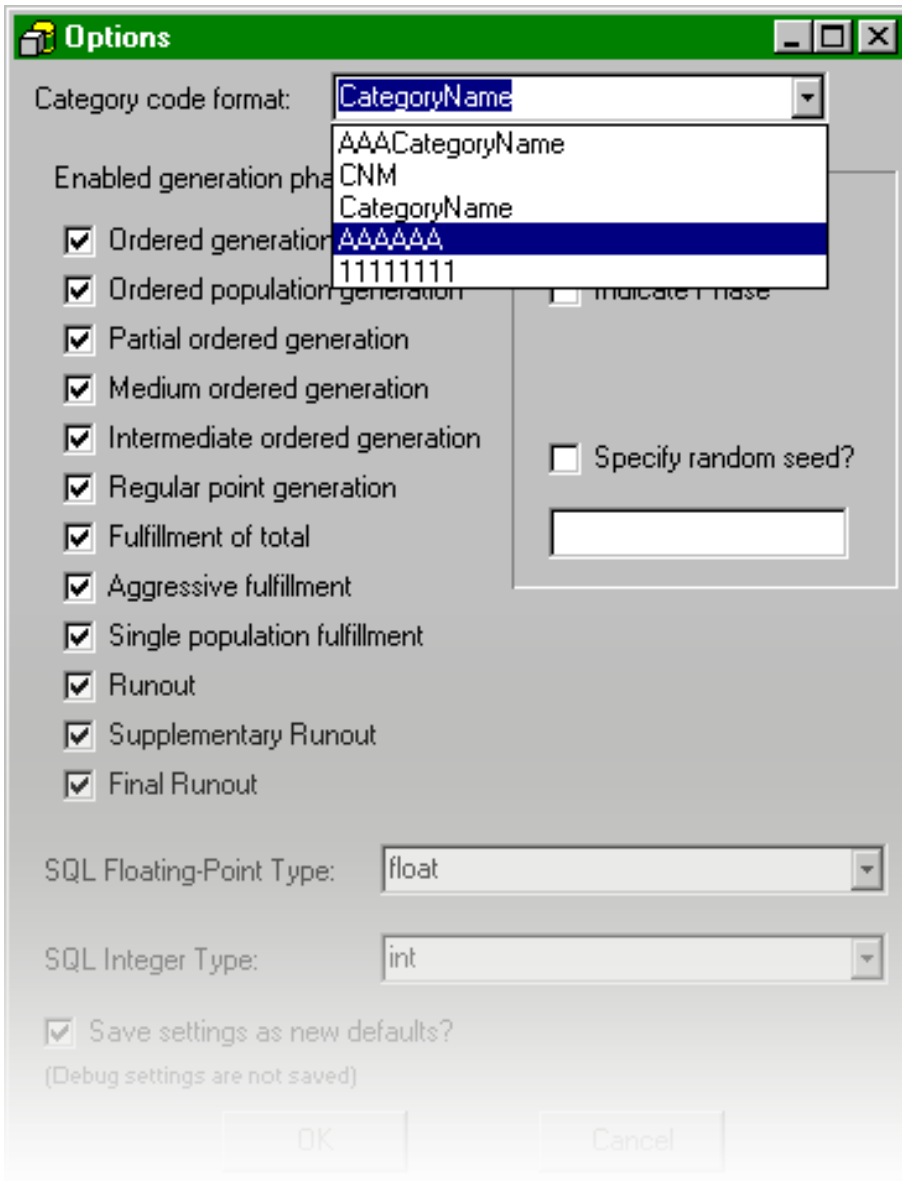 Options
Category code format: CategoryName
AAACategoryName
CNM
CategoryName
AAAAAA
11111111
Enabled generation pha
Ordered generation
Ordered population generation
Indicate Phase
Partial ordered generation
Medium ordered generation
Intermediate ordered generation
Specify random seed?
Regular point generation
Fulfillment of total
Aggressive fulfillment
Single population fulfillment
Runout
Supplementary Runout
Final Runout
SQL Floating-Point Type: float
SQL Integer Type: int
Save settings as new defaults?
(Debug settings are not saved)
OK Cancel